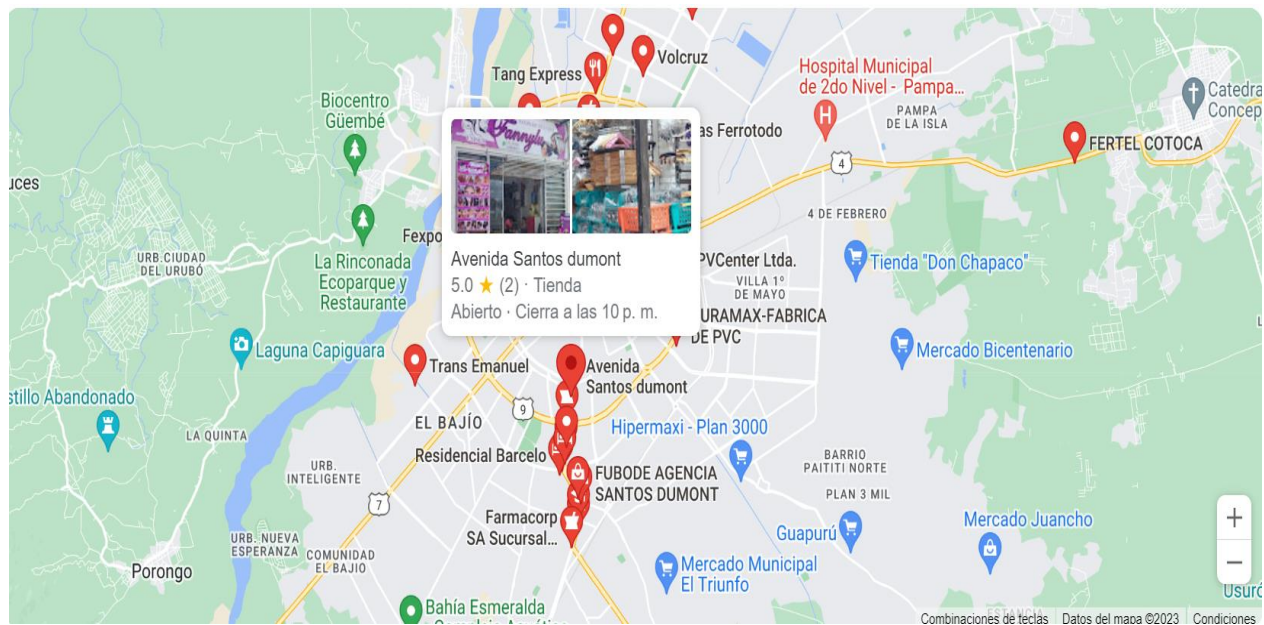 Volcruz
Tang Express
Hospital Municipal
de 2do Nivel - Pampa...
PAMPA
DE LA ISLA
Biocentro
Güembé
Catedra
Concep
as Ferrotodo
FERTEL COTOCA
4
uces
Fannylu
4 DE FEBRERO
Fexpo
URB.CIUDAD
DEL URUBÓ
La Rinconada
Ecoparque y
Restaurante
Avenida Santos dumont
5.0 ★ (2) · Tienda
Abierto · Cierra a las 10 p. m.
PVCenter Ltda.
VILLA 1º
DE MAYO
Tienda "Don Chapaco"
URAMAX-FABRICA
DE PVC
Laguna Capiguara
Trans Emanuel
Avenida
Santos dumont
Mercado Bicentenario
stillo Abandonado
LA QUINTA
EL BAJÍO
9
Hipermaxi - Plan 3000
Residencial Barcelo
URB.
INTELIGENTE
FUBODE AGENCIA
SANTOS DUMONT
BARRIO
PAITITI NORTE
PLAN 3 MIL
7
Farmacorp
SA Sucursal...
Guapurú
Mercado Juancho
URB. NUEVA
ESPERANZA
COMUNIDAD
EL BAJIO
Porongo
Mercado Municipal
El Triunfo
+
−
Usuró
Bahía Esmeralda
Combinaciones de teclas
Datos del mapa ©2023
Condiciones